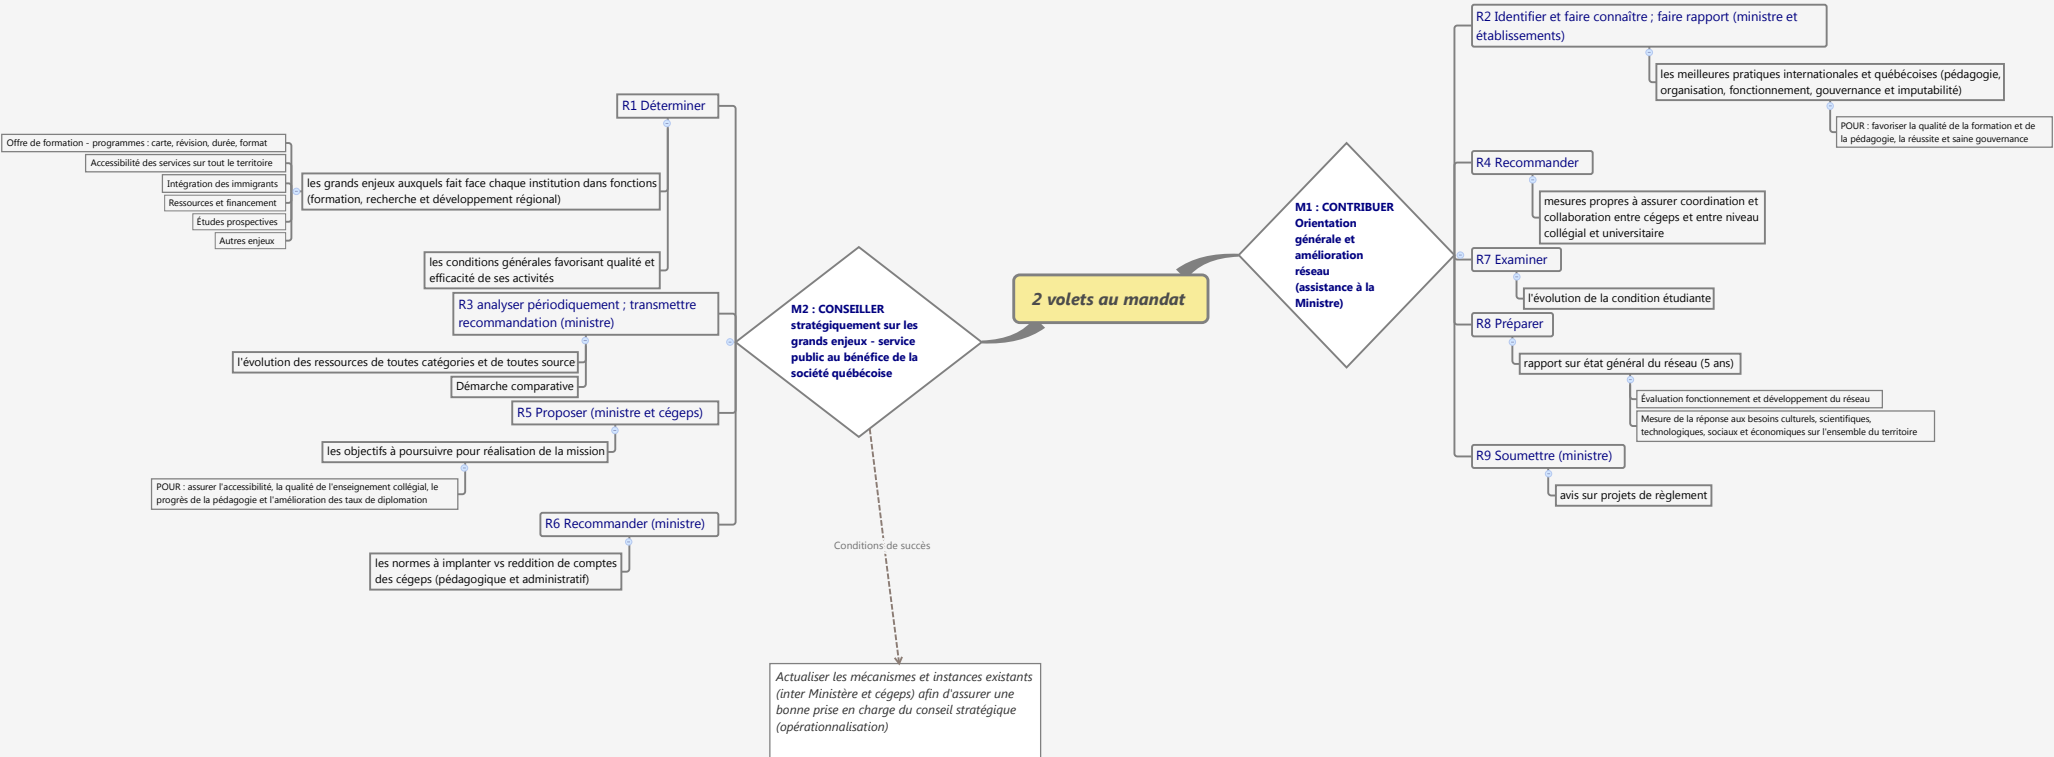 2 volets au mandat
M1 : CONTRIBUER
Orientation
générale et
amélioration
réseau
(assistance à la
Ministre)
R2 Identifier et faire connaître ; faire rapport (ministre et
établissements)
les meilleures pratiques internationales et québécoises (pédagogie,
organisation, fonctionnement, gouvernance et imputabilité)
POUR : favoriser la qualité de la formation et de
la pédagogie, la réussite et saine gouvernance
R4 Recommander
mesures propres à assurer coordination et
collaboration entre cégeps et entre niveau
collégial et universitaire
R7 Examiner
l'évolution de la condition étudiante
R8 Préparer
rapport sur état général du réseau (5 ans)
Évaluation fonctionnement et développement du réseau
Mesure de la réponse aux besoins culturels, scientifiques,
technologiques, sociaux et économiques sur l'ensemble du territoire
R9 Soumettre (ministre)
avis sur projets de règlement
M2 : CONSEILLER
stratégiquement sur les
grands enjeux - service
public au bénéfice de la
société québécoise
R1 Déterminer
les grands enjeux auxquels fait face chaque institution dans fonctions
(formation, recherche et développement régional)
Offre de formation - programmes : carte, révision, durée, format
Accessibilité des services sur tout le territoire
Intégration des immigrants
Ressources et financement
Études prospectives
Autres enjeux
les conditions générales favorisant qualité et
efficacité de ses activités
R3 analyser périodiquement ; transmettre
recommandation (ministre)
l'évolution des ressources de toutes catégories et de toutes source
Démarche comparative
R5 Proposer (ministre et cégeps)
les objectifs à poursuivre pour réalisation de la mission
POUR : assurer l'accessibilité, la qualité de l'enseignement collégial, le
progrès de la pédagogie et l'amélioration des taux de diplomation
R6 Recommander (ministre)
les normes à implanter vs reddition de comptes
des cégeps (pédagogique et administratif)
Conditions de succès
Actualiser les mécanismes et instances existants
(inter Ministère et cégeps) afin d'assurer une
bonne prise en charge du conseil stratégique
(opérationnalisation)